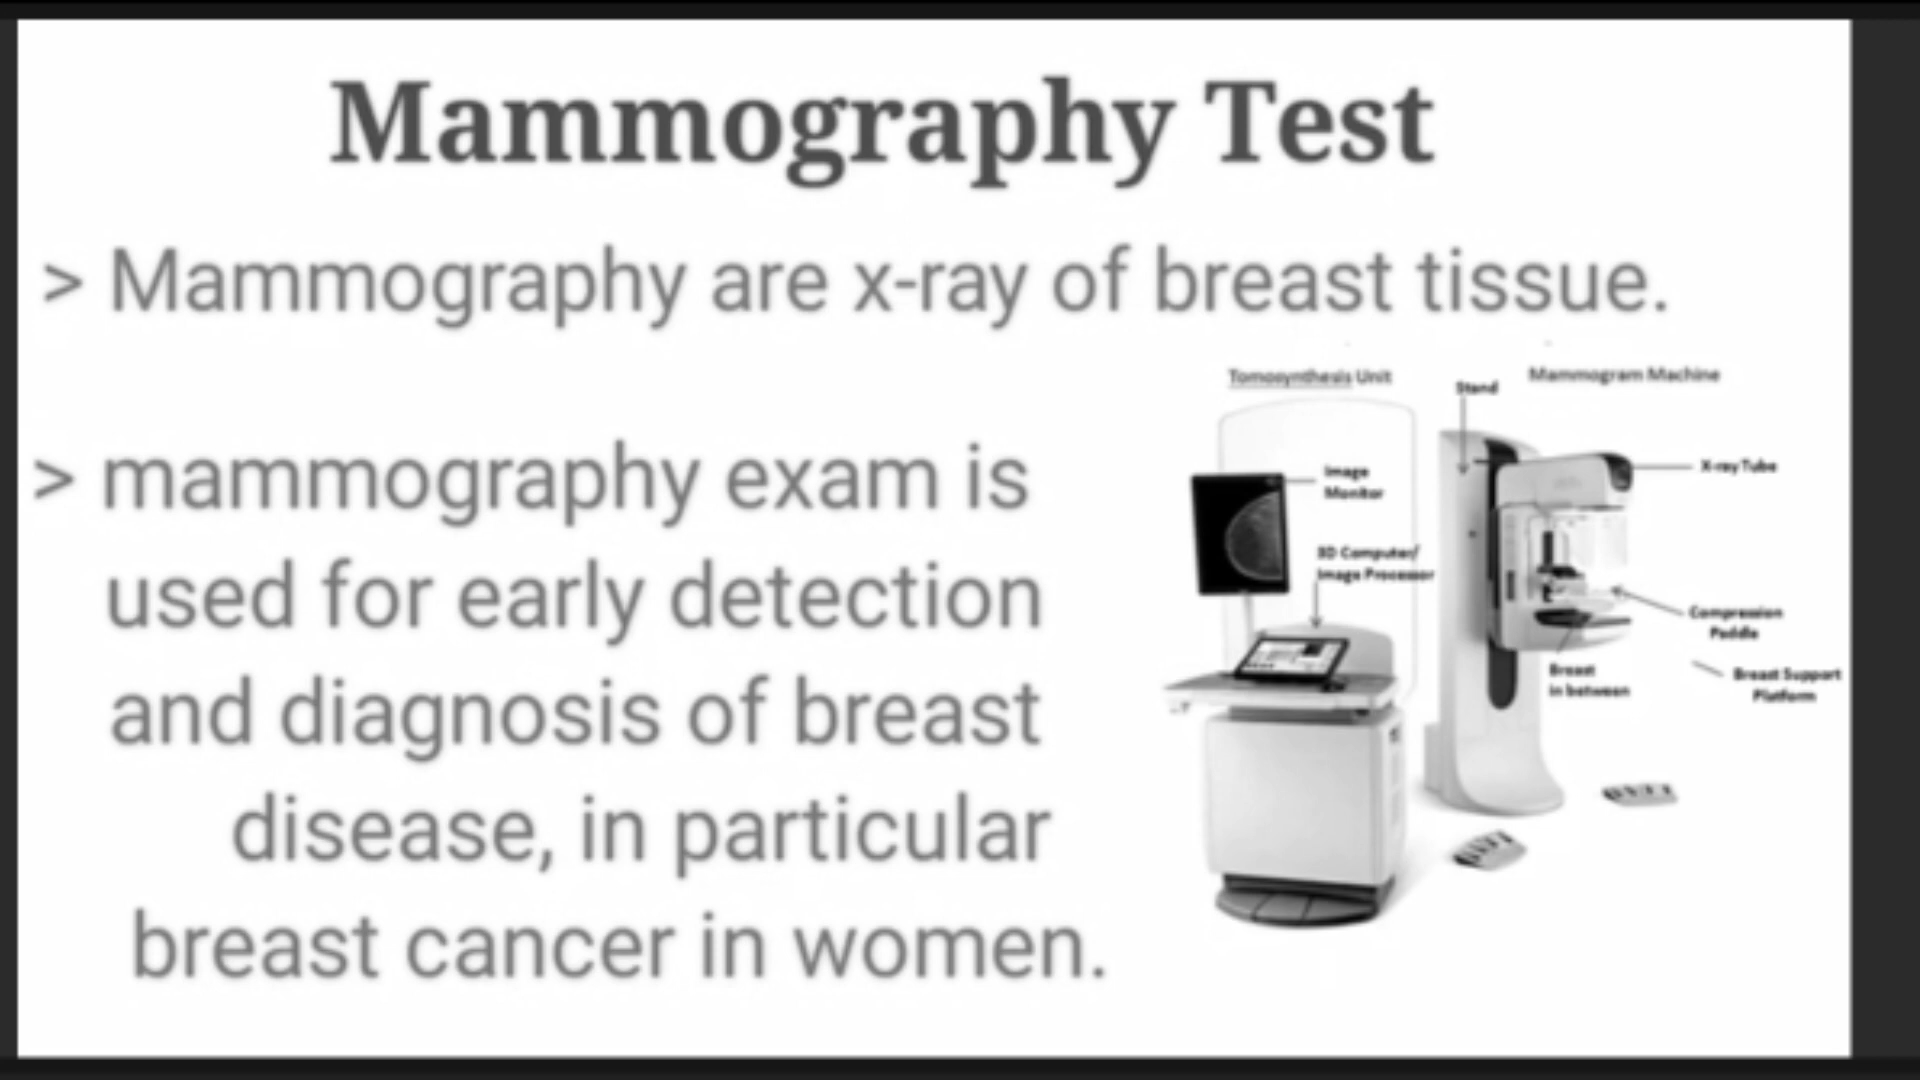 Mammography Test
> Mammography are x-ray of breast tissue.
> mammography exam is
used for early detection
and diagnosis of breast
disease, in particular
breast cancer in women.
Tomosynthesis Unit
Mammogram Machine
Stand
X-ray Tube
Image
Monitor
3D Computer/
Image Processor
Compression
Paddle
Breast
in between
Breast Support
Platform